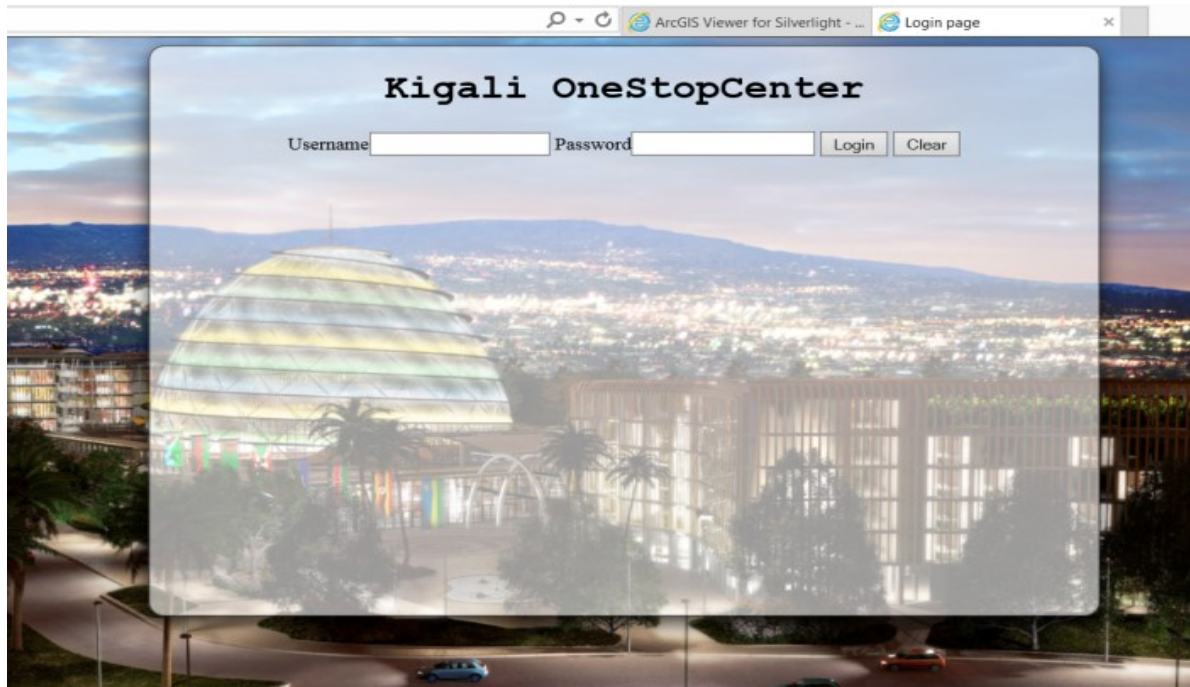 ArcGIS Viewer for Silverlight - ... Login page
Kigali OneStopCenter
Username Password Login Clear